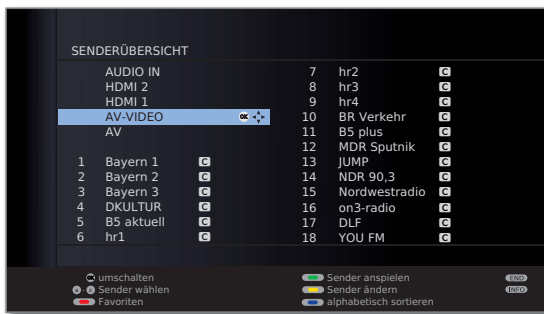 SENDERÜBERSICHT
AUDIO IN
HDMI 2
HDMI 1
AV-VIDEO OK
AV
1 Bayern 1 C
2 Bayern 2 C
3 Bayern 3 C
4 DKULTUR C
5 B5 aktuell C
6 hr1 C
7 hr2 C
8 hr3 C
9 hr4 C
10 BR Verkehr C
11 B5 plus C
12 MDR Sputnik C
13 JUMP C
14 NDR 90,3 C
15 Nordwestradio C
16 on3-radio C
17 DLF C
18 YOU FM C
OK umschalten
Sender wählen
Favoriten
Sender anspielen
Sender ändern
alphabetisch sortieren
END
INFO